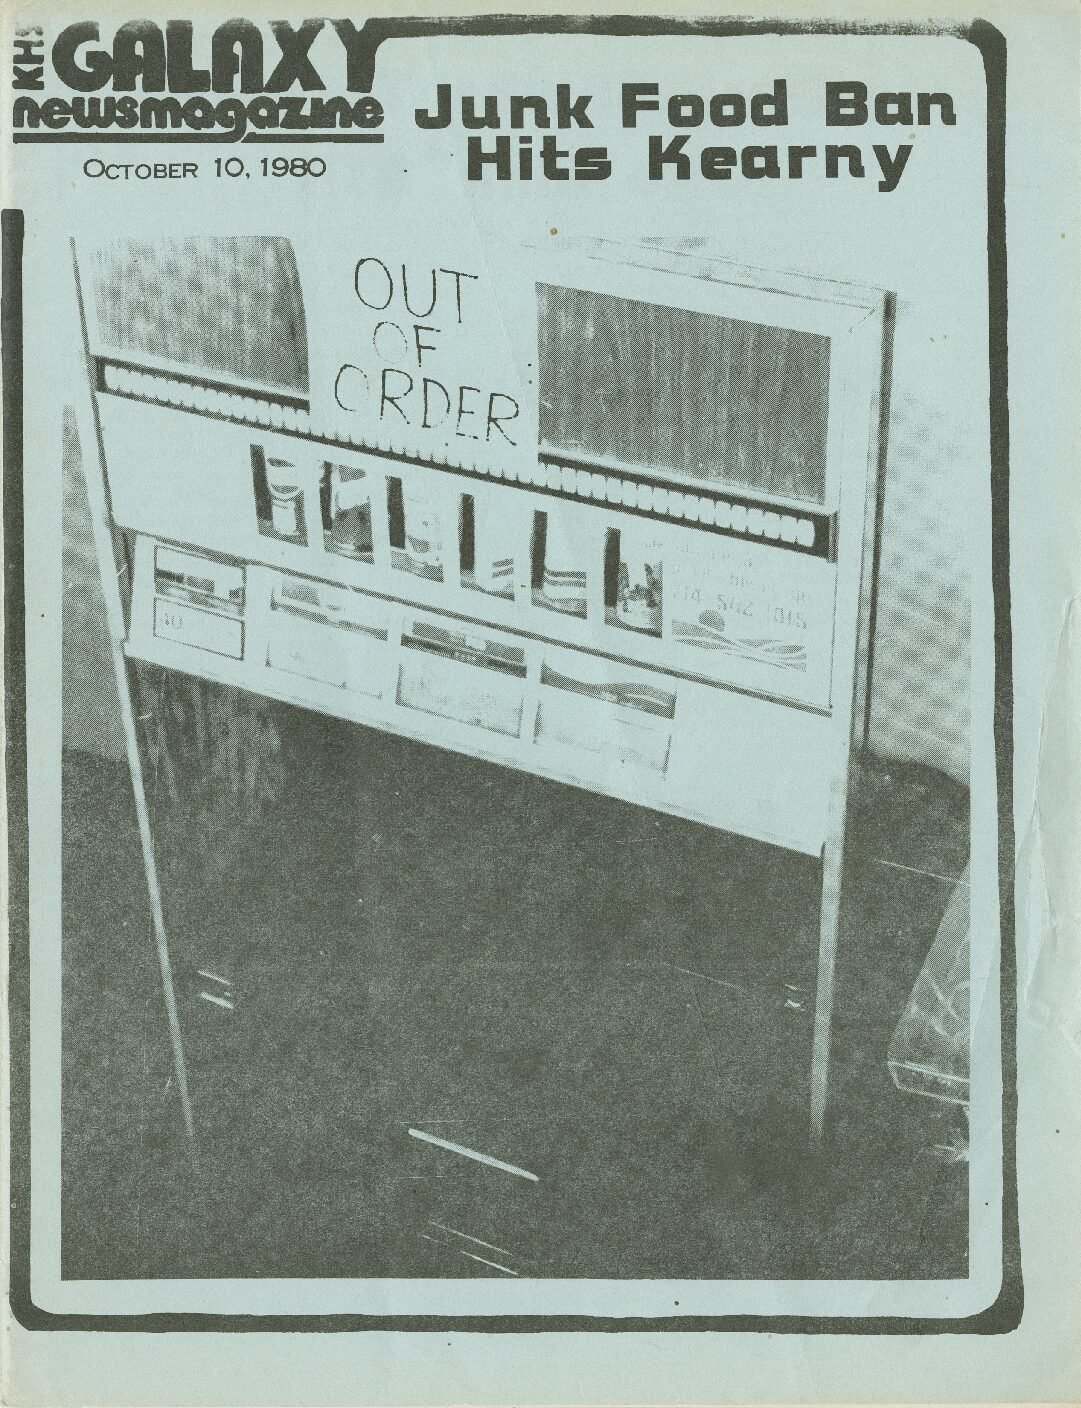 KHS GALAXY
newsmagazine
OCTOBER 10, 1980
Junk Food Ban
Hits Kearny
OUT
OF
ORDER